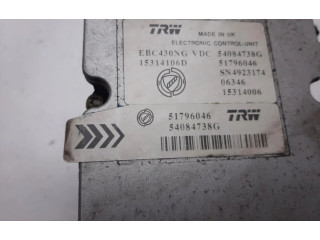 TRW
MADE IN UK
ELECTRONIC CONTROL-UNIT
EBC430NG VDC 54084738G
15314106D 51796046
SN4923174
06346
15314006
51796046 TRW
54084738G